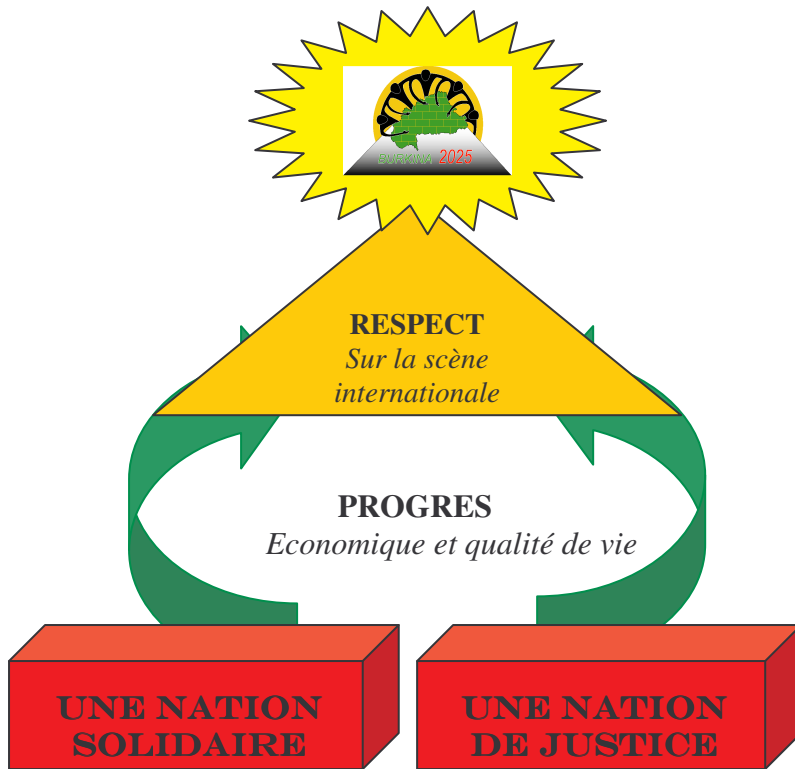 BURKINA 2025
RESPECT
Sur la scène
internationale
PROGRES
Economique et qualité de vie
UNE NATION
SOLIDAIRE
UNE NATION
DE JUSTICE